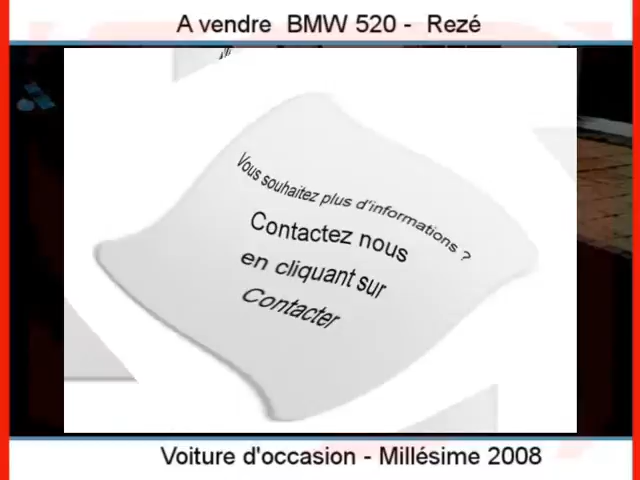 A vendre BMW 520 - Rezé
Vous souhaitez plus d'informations ?
Contactez nous
en cliquant sur
Contacter
Voiture d'occasion - Millésime 2008